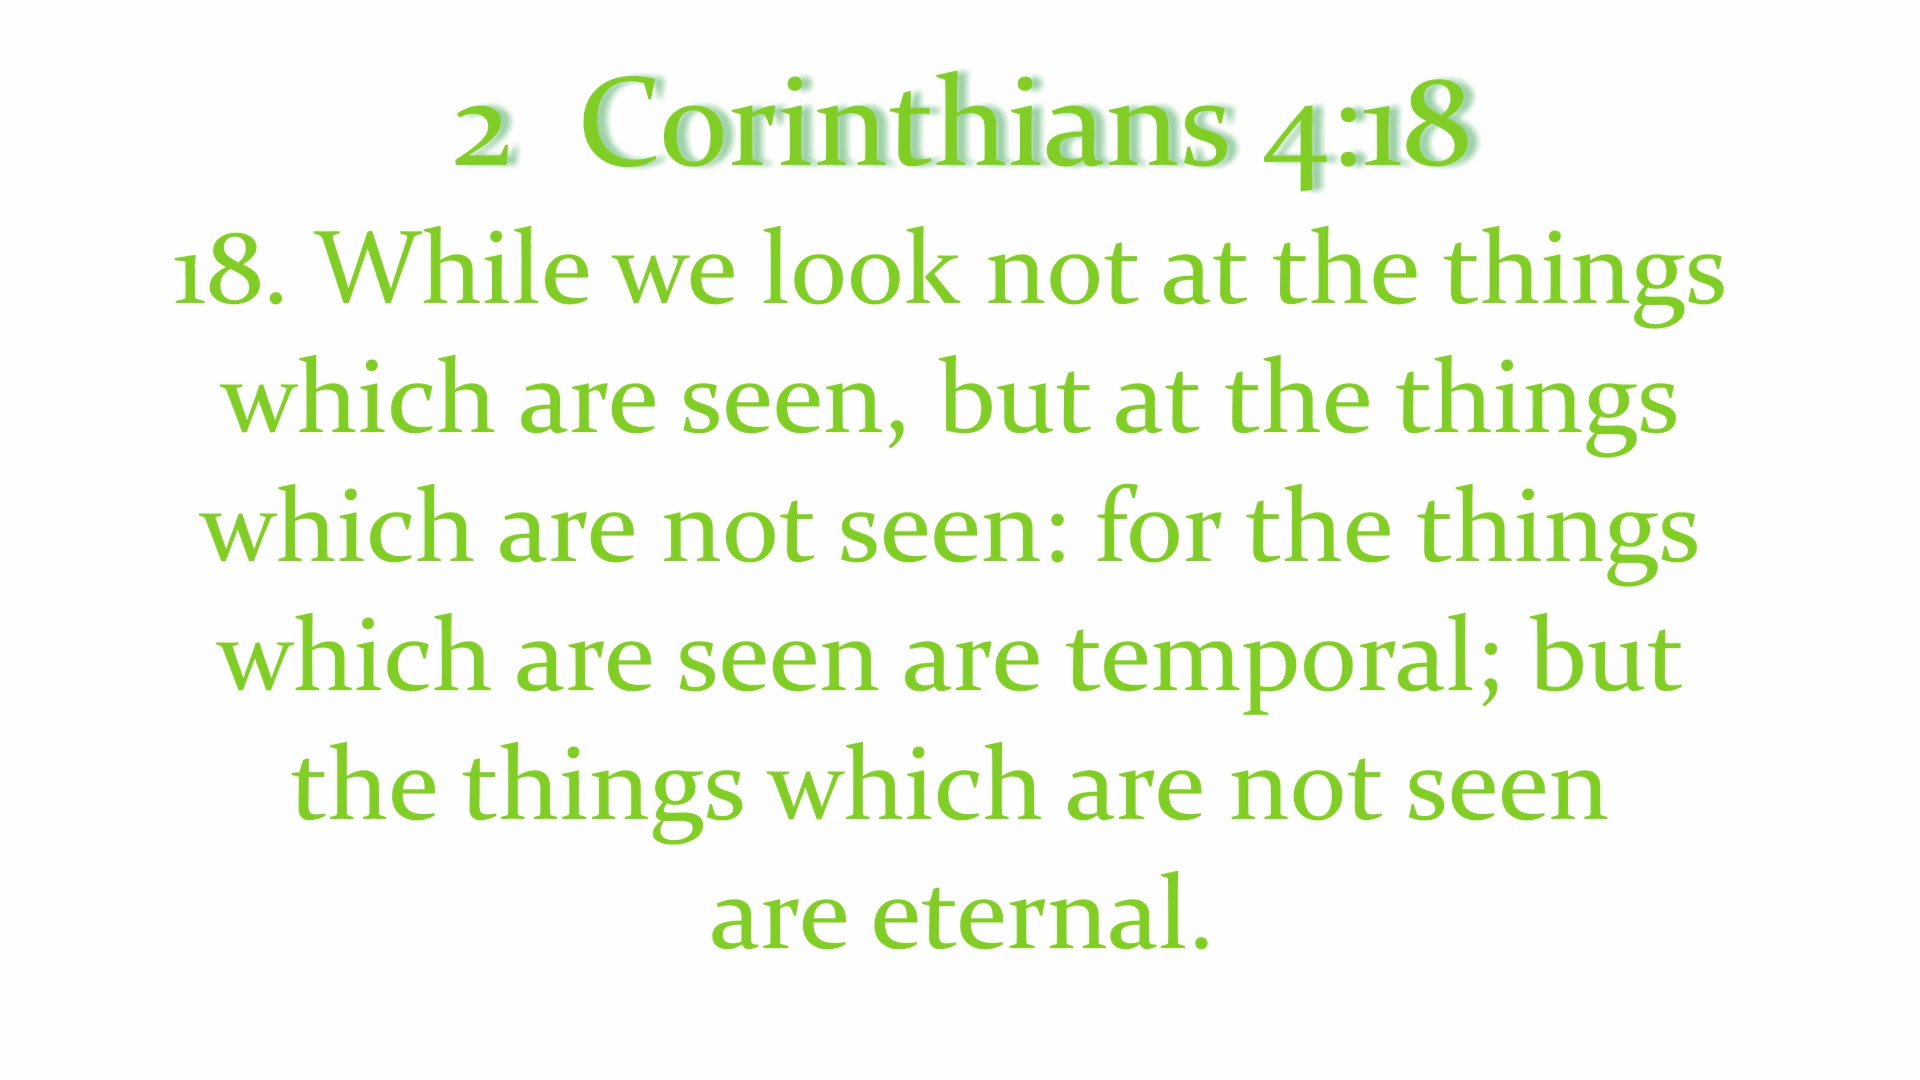 2 Corinthians 4:18
18. While we look not at the things
which are seen, but at the things
which are not seen: for the things
which are seen are temporal; but
the things which are not seen
are eternal.